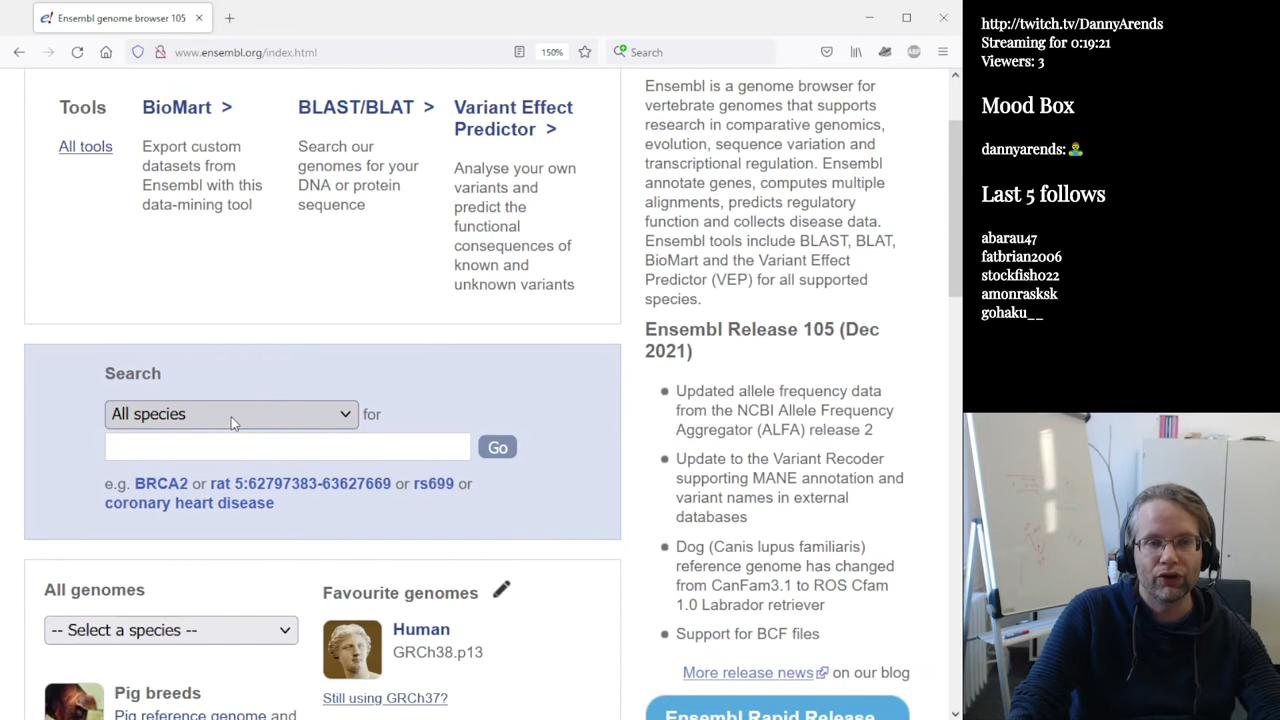 Ensembl genome browser 105
www.ensembl.org/index.html
150%
Search
Tools
All tools
BioMart >
Export custom
datasets from
Ensembl with this
data-mining tool
BLAST/BLAT >
Search our
genomes for your
DNA or protein
sequence
Variant Effect
Predictor >
Analyse your own
variants and
predict the
functional
consequences of
known and
unknown variants
Search
All species
for
Go
e.g. BRCA2 or rat 5:62797383-63627669 or rs699 or
coronary heart disease
All genomes
-- Select a species --
Pig breeds
Pig reference genome and
Favourite genomes
Human
GRCh38.p13
Still using GRCh37?
Ensembl is a genome browser for
vertebrate genomes that supports
research in comparative genomics,
evolution, sequence variation and
transcriptional regulation. Ensembl
annotate genes, computes multiple
alignments, predicts regulatory
function and collects disease data.
Ensembl tools include BLAST, BLAT,
BioMart and the Variant Effect
Predictor (VEP) for all supported
species.
Ensembl Release 105 (Dec
2021)
Updated allele frequency data
from the NCBI Allele Frequency
Aggregator (ALFA) release 2
Update to the Variant Recoder
supporting MANE annotation and
variant names in external
databases
Dog (Canis lupus familiaris)
reference genome has changed
from CanFam3.1 to ROS Cfam
1.0 Labrador retriever
Support for BCF files
More release news on our blog
Ensembl Rapid Release
http://twitch.tv/DannyArends
Streaming for 0:19:21
Viewers: 3
Mood Box
dannyarends:
Last 5 follows
abarau47
fatbrian2006
stockfish022
amonrasksk
gohaku__